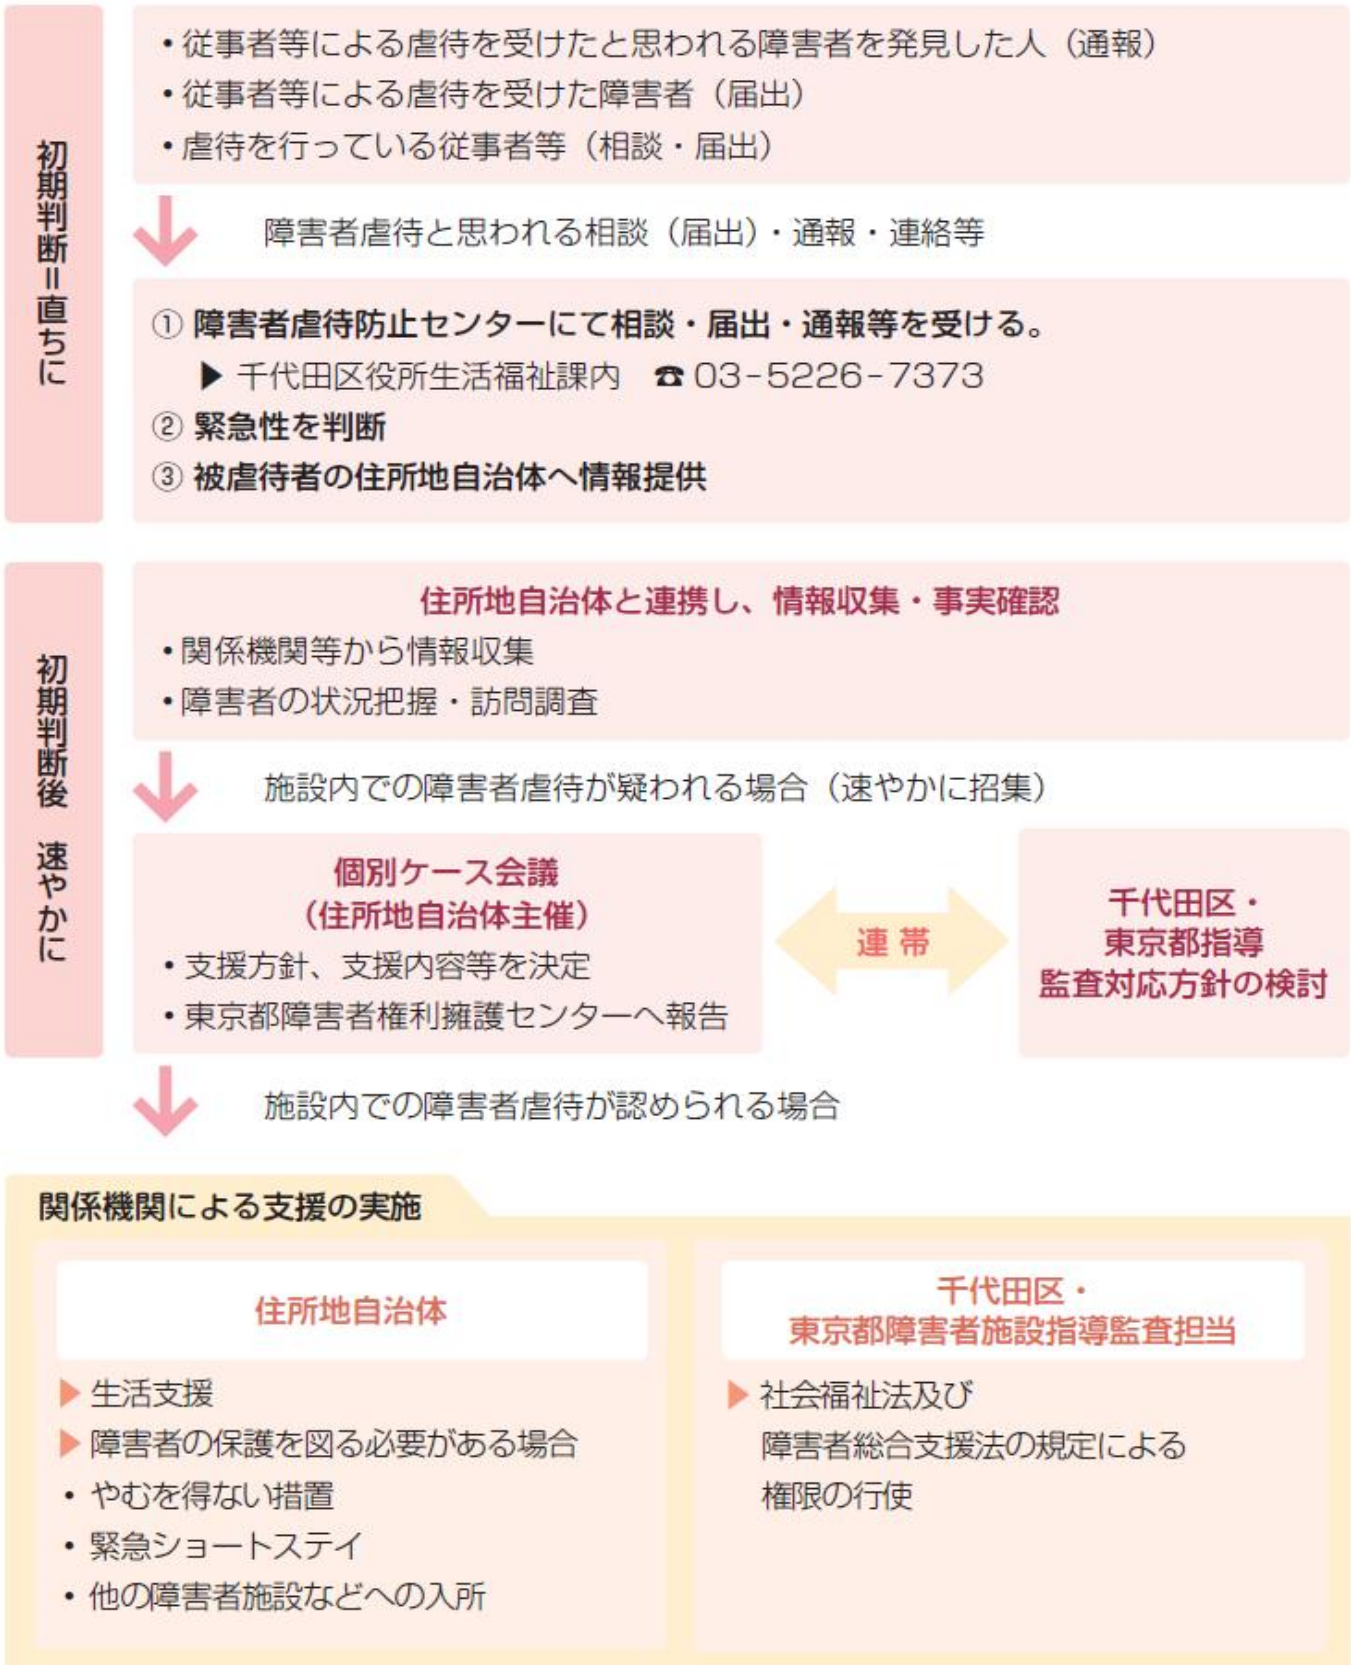 初期判断＝直ちに
・従事者等による虐待を受けたと思われる障害者を発見した人（通報）
・従事者等による虐待を受けた障害者（届出）
・虐待を行っている従事者等（相談・届出）
障害者虐待と思われる相談（届出）・通報・連絡等
① 障害者虐待防止センターにて相談・届出・通報等を受ける。
▶ 千代田区役所生活福祉課内　☎ 03-5226-7373
② 緊急性を判断
③ 被虐待者の住所地自治体へ情報提供
初期判断後　速やかに
住所地自治体と連携し、情報収集・事実確認
・関係機関等から情報収集
・障害者の状況把握・訪問調査
施設内での障害者虐待が疑われる場合（速やかに招集）
個別ケース会議
（住所地自治体主催）
・支援方針、支援内容等を決定
・東京都障害者権利擁護センターへ報告
連 帯
千代田区・
東京都指導
監査対応方針の検討
施設内での障害者虐待が認められる場合
関係機関による支援の実施
住所地自治体
▶ 生活支援
▶ 障害者の保護を図る必要がある場合
・ やむを得ない措置
・ 緊急ショートステイ
・ 他の障害者施設などへの入所
千代田区・
東京都障害者施設指導監査担当
▶ 社会福祉法及び
障害者総合支援法の規定による
権限の行使